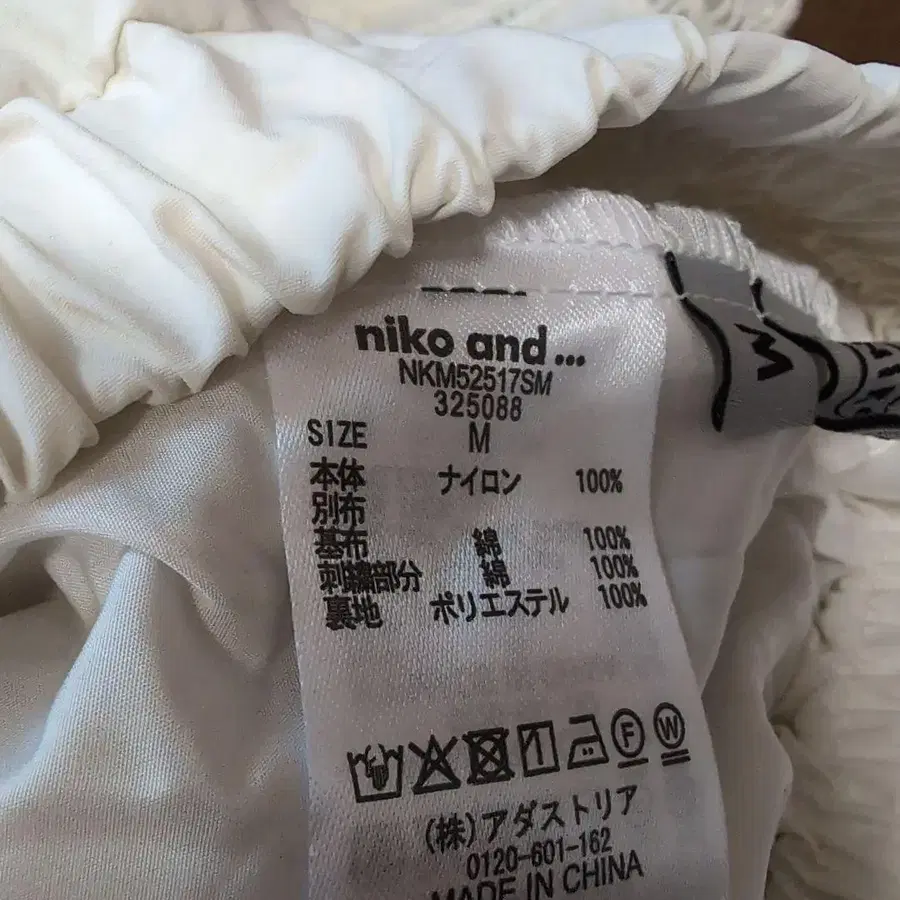 niko and...
NKM52517SM
325088
SIZE M
本体 ナイロン 100%
別布
基布 綿 100%
刺繍部分 綿 100%
裏地 ポリエステル 100%
F W
(株)アダストリア
0120-601-162
MADE IN CHINA
M